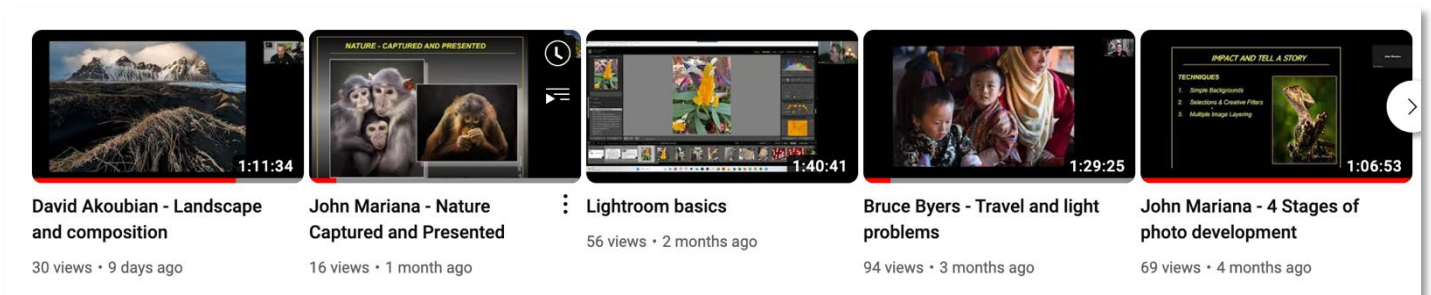 1:11:34
David Akoubian - Landscape
and composition
30 views • 9 days ago
NATURE - CAPTURED AND PRESENTED
John Mariana - Nature
Captured and Presented
16 views • 1 month ago
1:40:41
Lightroom basics
56 views • 2 months ago
1:29:25
Bruce Byers - Travel and light
problems
94 views • 3 months ago
IMPACT AND TELL A STORY
TECHNIQUES
1. Simple Backgrounds
2. Selections & Creative Filters
3. Multiple Image Layering
1:06:53
John Mariana - 4 Stages of
photo development
69 views • 4 months ago